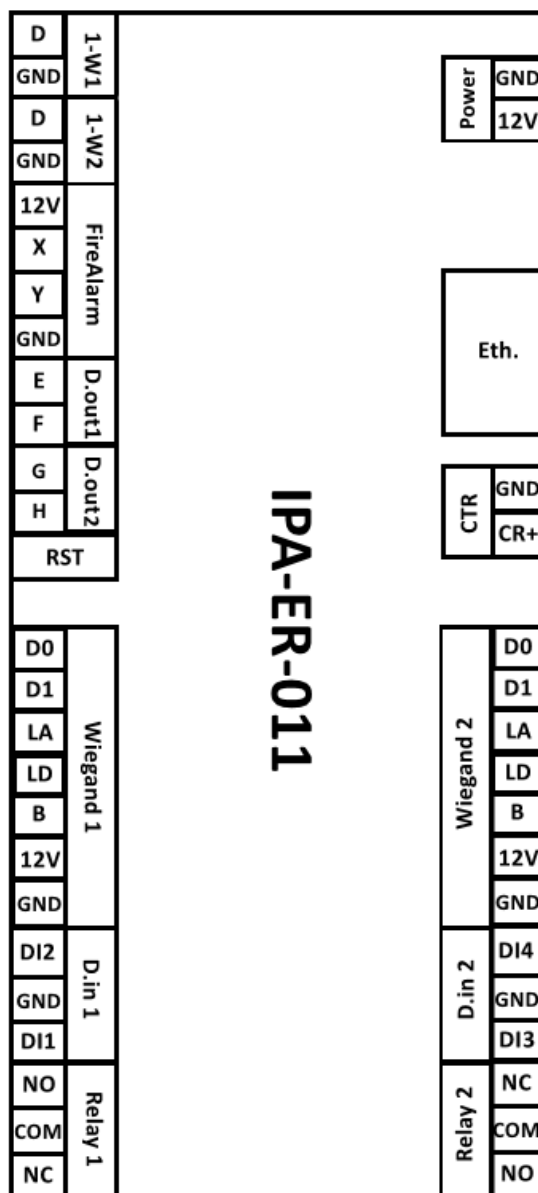 D
GND
1-W1
D
GND
1-W2
12V
X
Y
GND
FireAlarm
E
F
D.out1
G
H
D.out2
RST
D0
D1
LA
LD
B
12V
GND
Wiegand 1
DI2
GND
DI1
D.in 1
NO
COM
NC
Relay 1
IPA-ER-011
Power
GND
12V
Eth.
CTR
GND
CR+
Wiegand 2
D0
D1
LA
LD
B
12V
GND
D.in 2
DI4
GND
DI3
Relay 2
NC
COM
NO